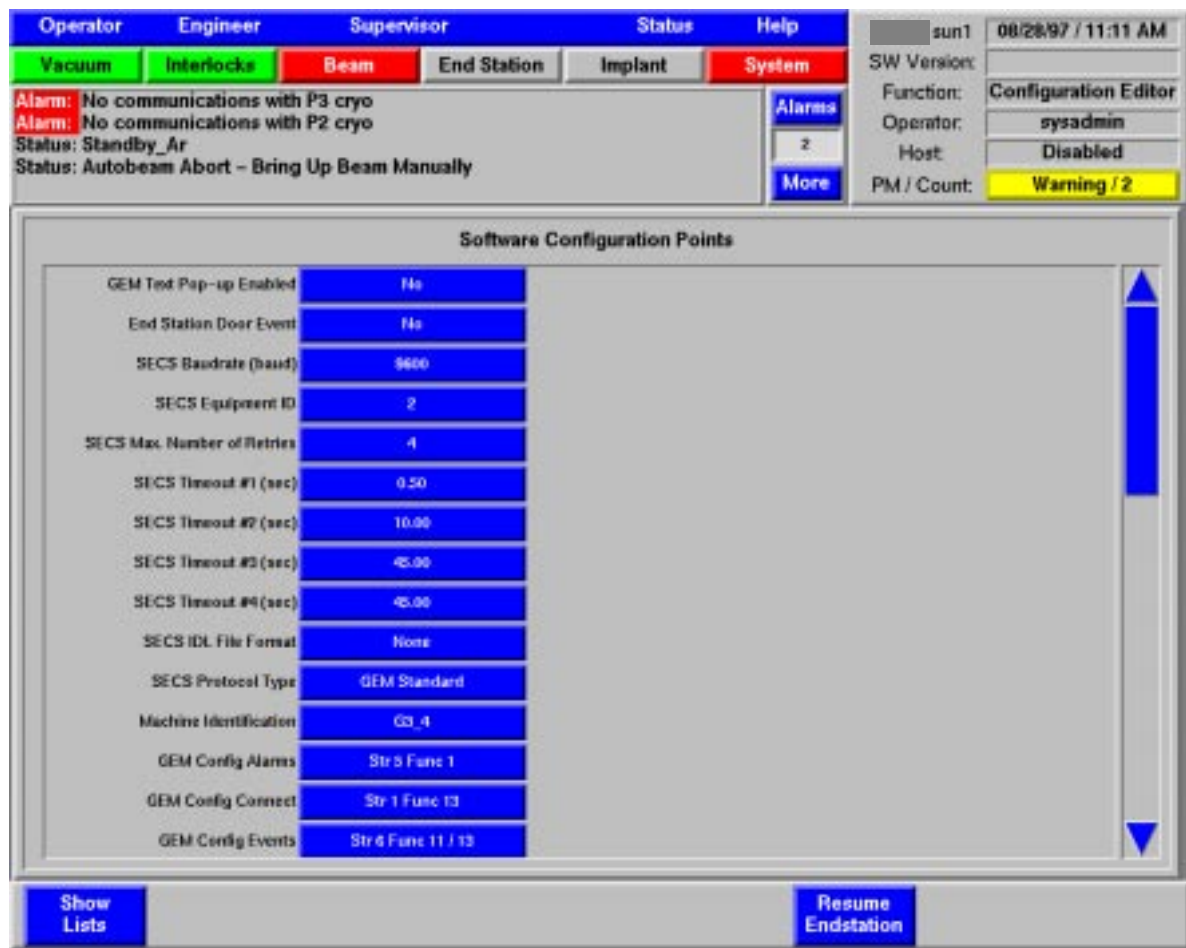 Operator Engineer Supervisor Status Help
Vacuum Interlocks Beam End Station Implant System
sun1 08/28/97 / 11:11 AM
SW Version:
Function: Configuration Editor
Operator: sysadmin
Host: Disabled
PM / Count: Warning / 2
Alarm: No communications with P3 cryo
Alarm: No communications with P2 cryo
Status: Standby_Ar
Status: Autobeam Abort – Bring Up Beam Manually
Alarms
2
More
Software Configuration Points
GEM Text Pop-up Enabled No
End Station Door Event No
SECS Baudrate (baud) 9600
SECS Equipment ID 2
SECS Max. Number of Retries 4
SECS Timeout #1 (sec) 0.50
SECS Timeout #2 (sec) 10.00
SECS Timeout #3 (sec) 45.00
SECS Timeout #4 (sec) 45.00
SECS IDL File Format None
SECS Protocol Type GEM Standard
Machine Identification G3_4
GEM Config Alarms Str 5 Func 1
GEM Config Connect Str 1 Func 13
GEM Config Events Str 6 Func 11 / 13
Show
Lists
Resume
Endstation